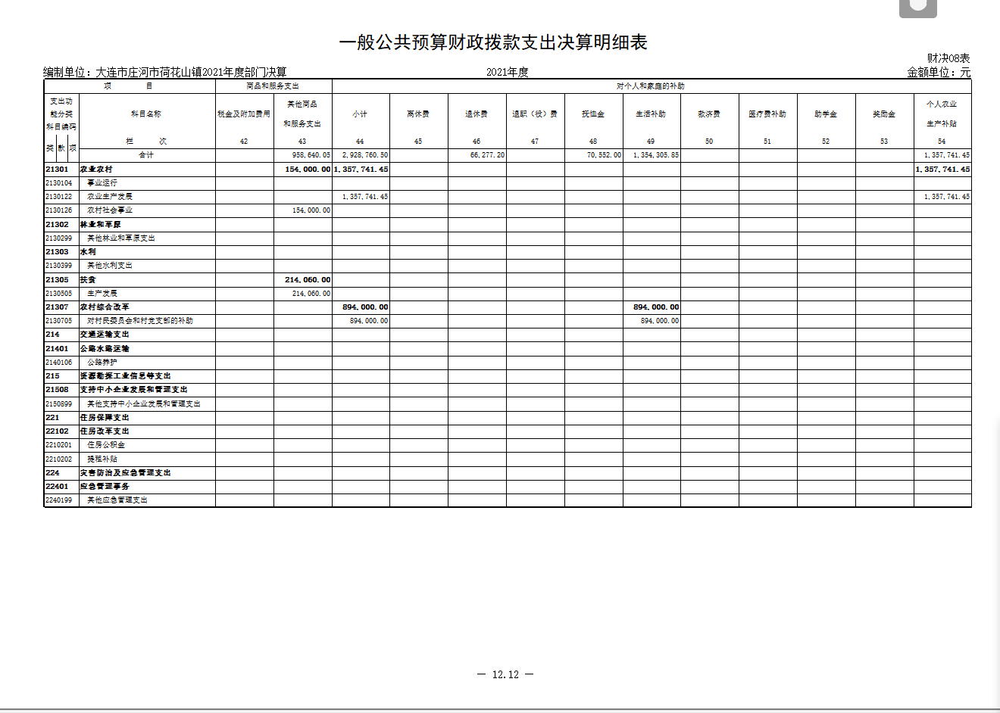 一般公共预算财政拨款支出决算明细表
财决08表
编制单位：大连市庄河市荷花山镇2021年度部门决算 2021年度 金额单位：元
项 目 商品和服务支出 对个人和家庭的补助
支出功能分类科目编码 科目名称 税金及附加费用 其他商品和服务支出 小计 离休费 退休费 退职（役）费 抚恤金 生活补助 救济费 医疗费补助 助学金 奖励金 个人农业生产补贴
类 款 项 栏 次 42 43 44 45 46 47 48 49 50 51 52 53 54
合计 958,640.05 2,928,760.50 66,277.20 70,552.00 1,354,305.85 1,357,741.45
21301 农业农村 154,000.00 1,357,741.45 1,357,741.45
2130104 事业运行
2130122 农业生产发展 1,357,741.45 1,357,741.45
2130126 农村社会事业 154,000.00
21302 林业和草原
2130299 其他林业和草原支出
21303 水利
2130399 其他水利支出
21305 扶贫 214,060.00
2130505 生产发展 214,060.00
21307 农村综合改革 894,000.00 894,000.00
2130705 对村民委员会和村党支部的补助 894,000.00 894,000.00
214 交通运输支出
21401 公路水路运输
2140106 公路养护
215 资源勘探工业信息等支出
21508 支持中小企业发展和管理支出
2150899 其他支持中小企业发展和管理支出
221 住房保障支出
22102 住房改革支出
2210201 住房公积金
2210202 提租补贴
224 灾害防治及应急管理支出
22401 应急管理事务
2240199 其他应急管理支出
— 12.12 —